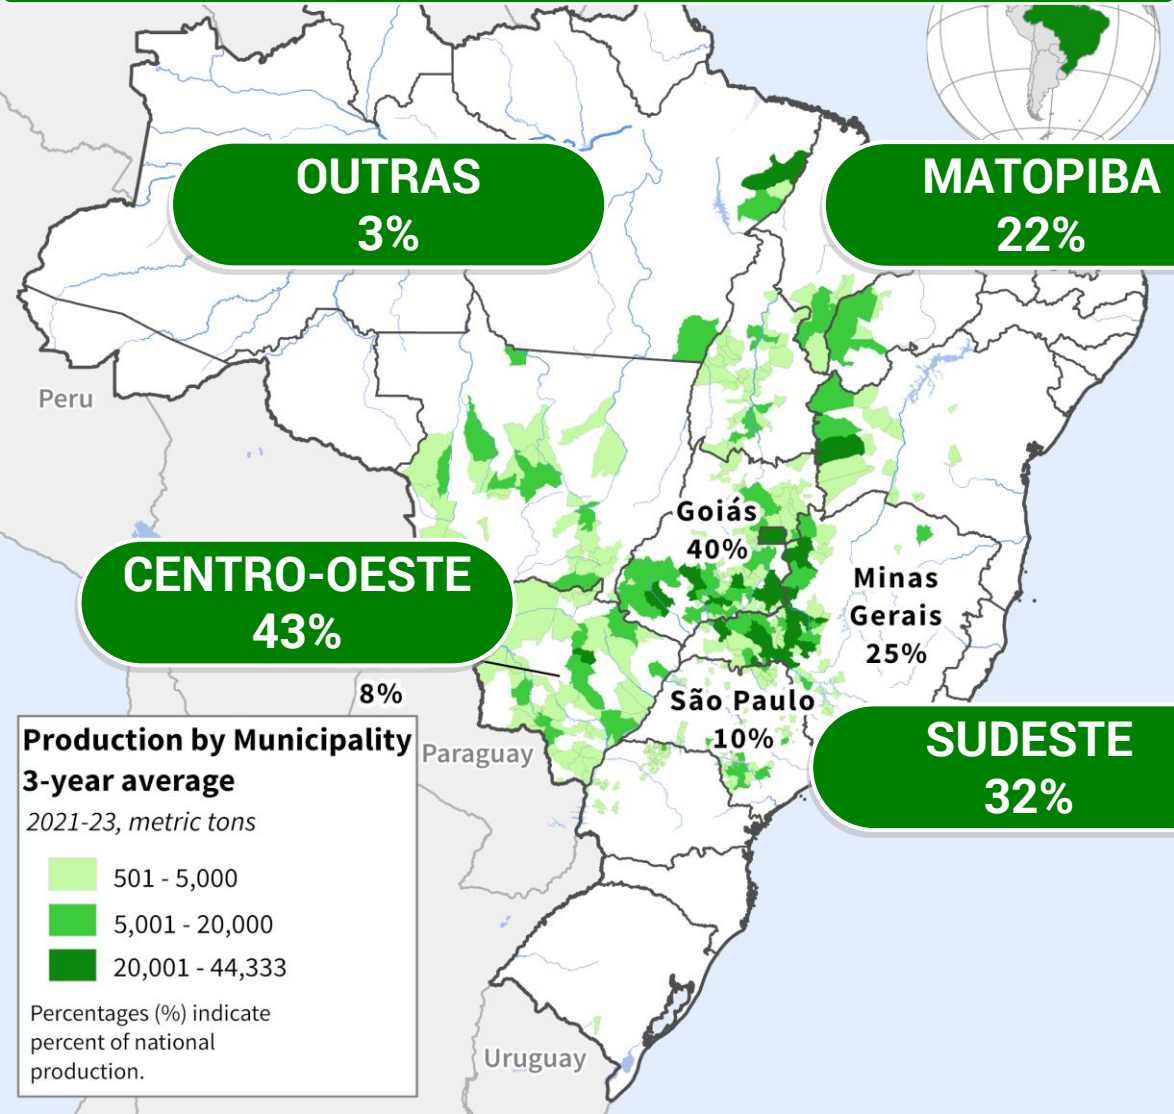 OUTRAS
3%
MATOPIBA
22%
Peru
Goiás
40%
CENTRO-OESTE
43%
Minas
Gerais
25%
8%
São Paulo
10%
SUDESTE
32%
Paraguay
Production by Municipality
3-year average
2021-23, metric tons
501 - 5,000
5,001 - 20,000
20,001 - 44,333
Percentages (%) indicate
percent of national
production.
Uruguay